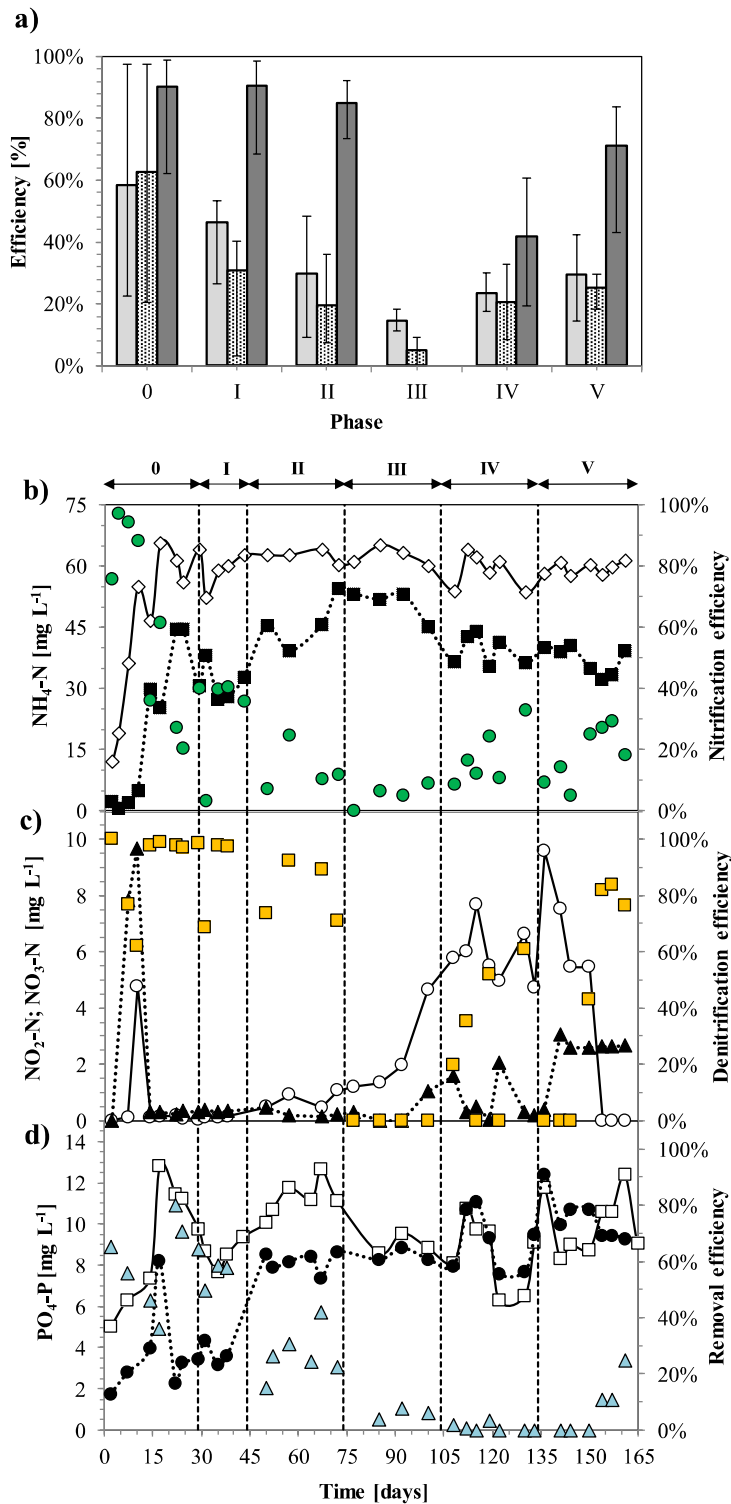 a)
100%
80%
60%
40%
20%
0%
Efficiency [%]
0 I II III IV V
Phase
0 I II III IV V
b)
75
60
45
30
15
0
NH4-N [mg L-1]
100%
80%
60%
40%
20%
0%
Nitrification efficiency
c)
10
8
6
4
2
0
NO2-N; NO3-N [mg L-1]
100%
80%
60%
40%
20%
0%
Denitrification efficiency
d)
14
12
10
8
6
4
2
0
PO4-P [mg L-1]
100%
80%
60%
40%
20%
0%
Removal efficiency
0 15 30 45 60 75 90 105 120 135 150 165
Time [days]